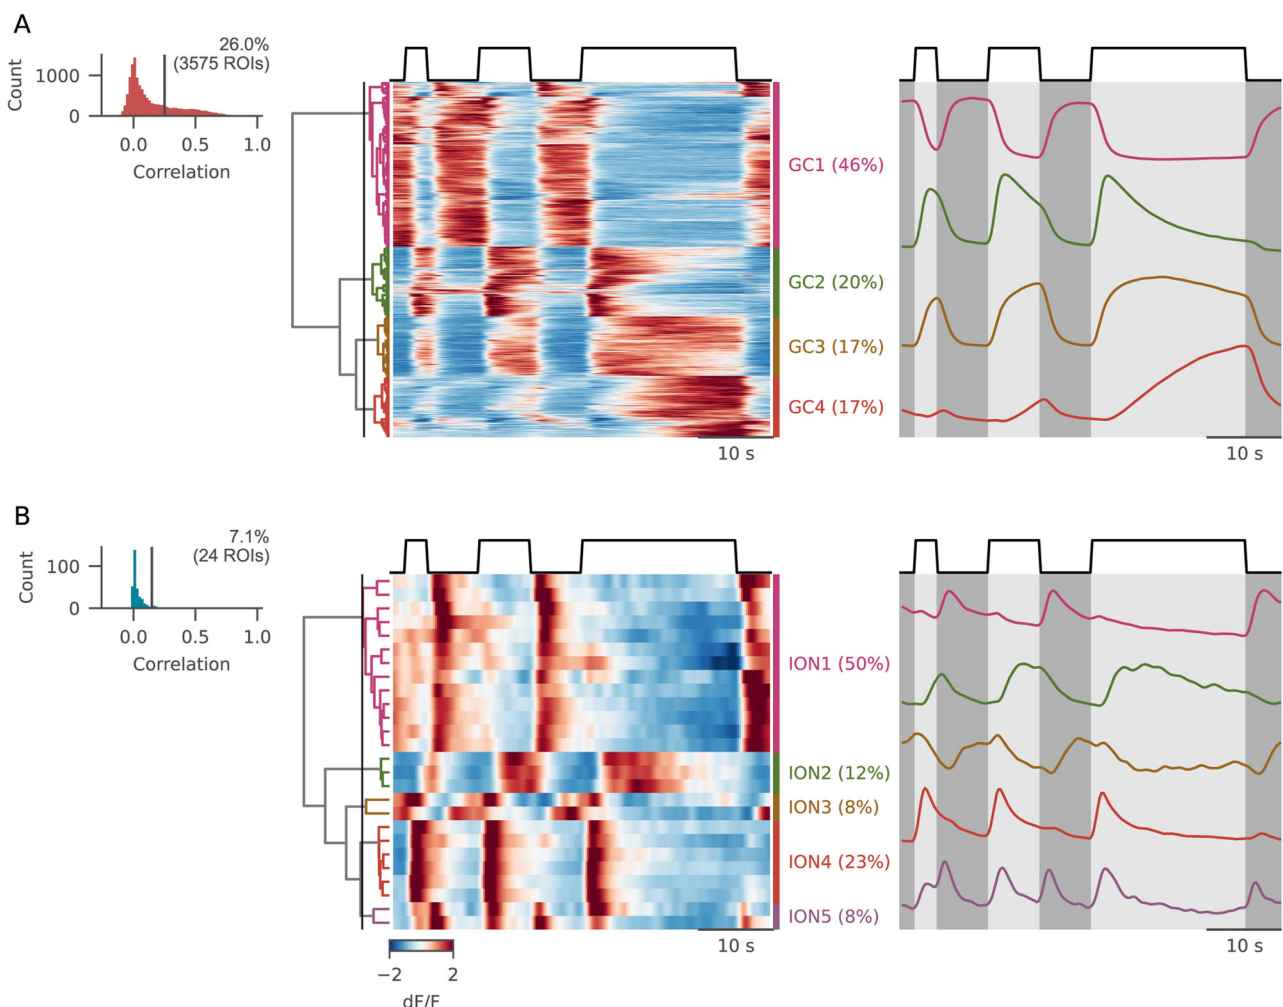 A
26.0%
(3575 ROIs)
Count
1000
0
0.0 0.5 1.0
Correlation
GC1 (46%)
GC2 (20%)
GC3 (17%)
GC4 (17%)
10 s
10 s
B
7.1%
(24 ROIs)
Count
100
0
0.0 0.5 1.0
Correlation
ION1 (50%)
ION2 (12%)
ION3 (8%)
ION4 (23%)
ION5 (8%)
10 s
10 s
−2 2
dF/F